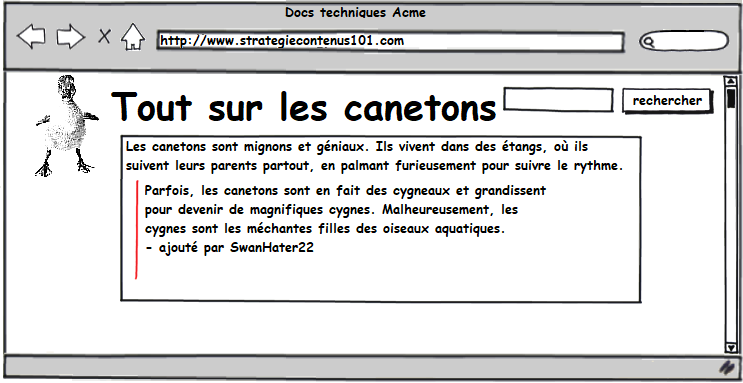 Docs techniques Acme
http://www.strategiecontenus101.com
Tout sur les canetons
rechercher
Les canetons sont mignons et géniaux. Ils vivent dans des étangs, où ils
suivent leurs parents partout, en palmant furieusement pour suivre le rythme.
Parfois, les canetons sont en fait des cygneaux et grandissent
pour devenir de magnifiques cygnes. Malheureusement, les
cygnes sont les méchantes filles des oiseaux aquatiques.
- ajouté par SwanHater22